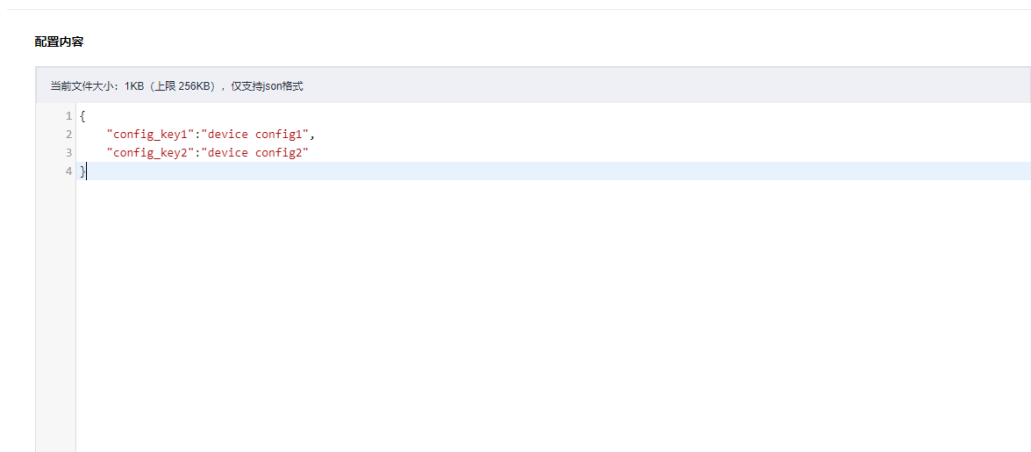 配置内容
当前文件大小：1KB（上限 256KB），仅支持json格式
1 {
2 "config_key1":"device config1",
3 "config_key2":"device config2"
4 }